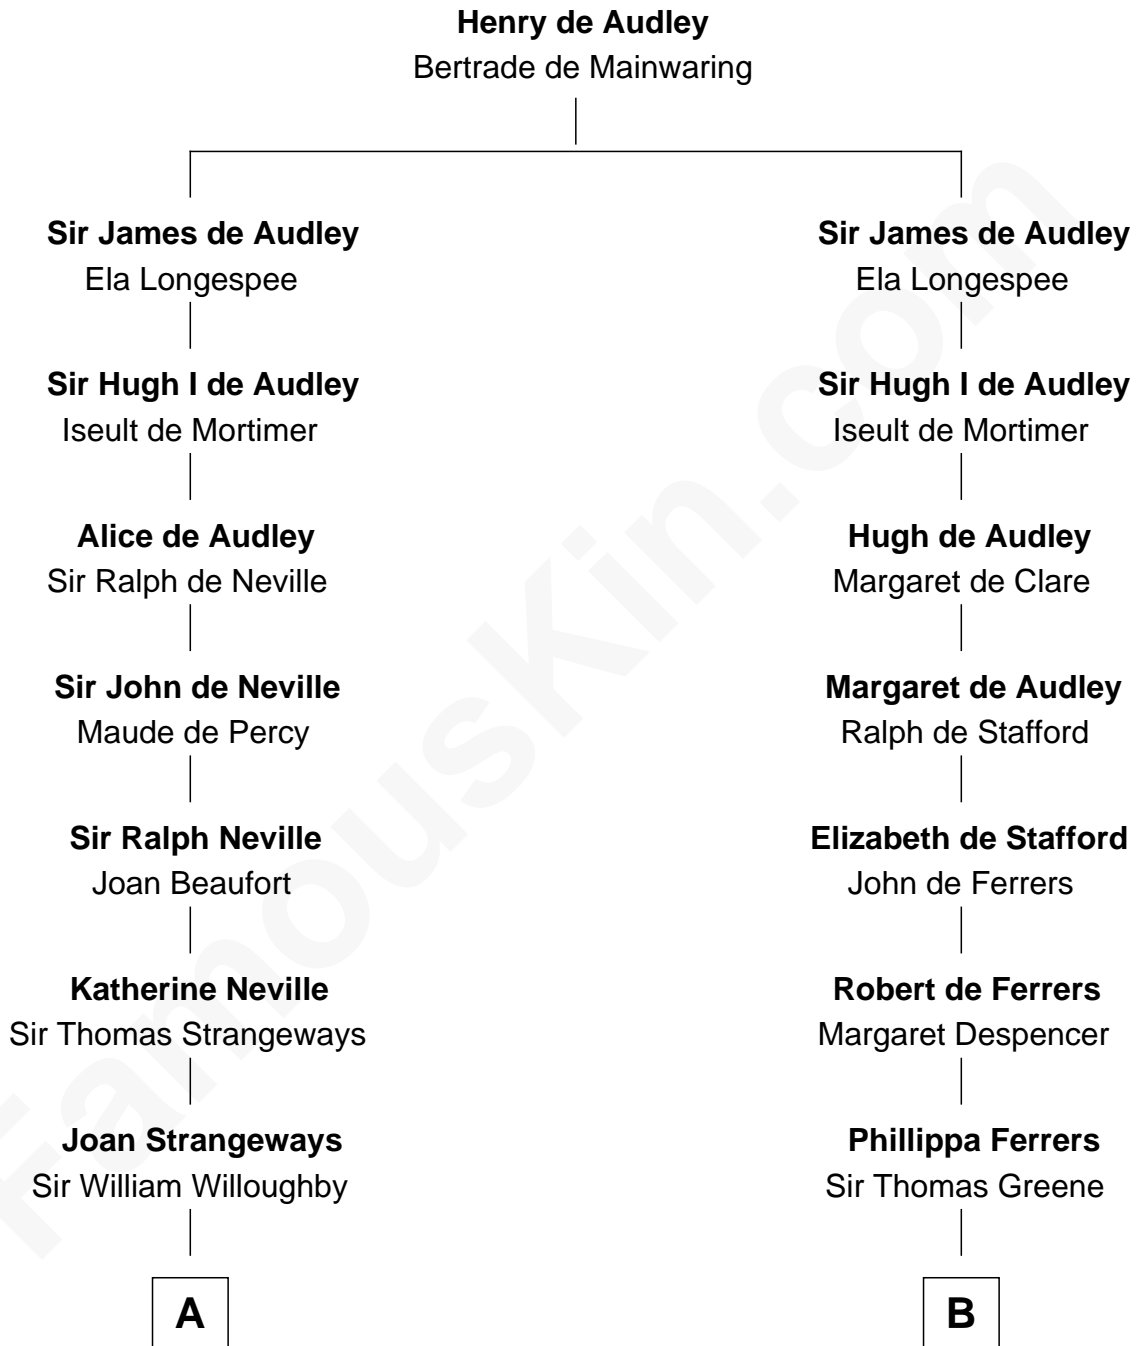 Henry de Audley
Bertrade de Mainwaring
Sir James de Audley
Ela Longespee
Sir Hugh I de Audley
Iseult de Mortimer
Alice de Audley
Sir Ralph de Neville
Sir John de Neville
Maude de Percy
Sir Ralph Neville
Joan Beaufort
Katherine Neville
Sir Thomas Strangeways
Joan Strangeways
Sir William Willoughby
A
Sir James de Audley
Ela Longespee
Sir Hugh I de Audley
Iseult de Mortimer
Hugh de Audley
Margaret de Clare
Margaret de Audley
Ralph de Stafford
Elizabeth de Stafford
John de Ferrers
Robert de Ferrers
Margaret Despencer
Phillippa Ferrers
Sir Thomas Greene
B
FamousKin.com